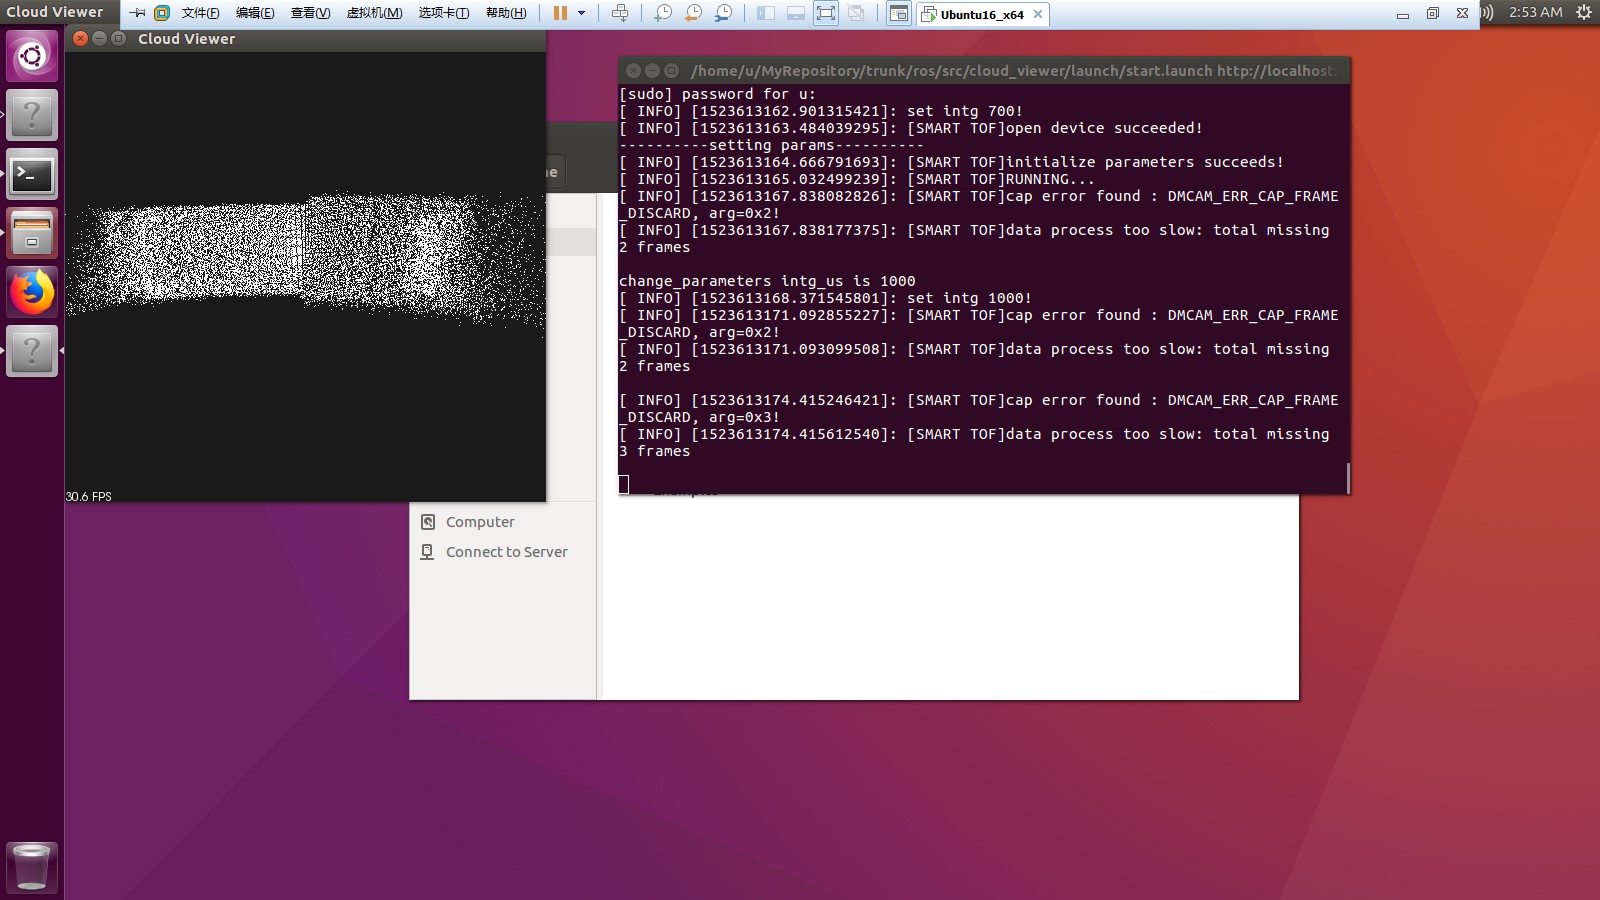 Cloud Viewer
文件(F) 编辑(E) 查看(V) 虚拟机(M) 选项卡(T) 帮助(H)
Ubuntu16_x64
2:53 AM
Cloud Viewer
30.6 FPS
/home/u/MyRepository/trunk/ros/src/cloud_viewer/launch/start.launch http://localhost:
[sudo] password for u:
[ INFO] [1523613162.901315421]: set intg 700!
[ INFO] [1523613163.484039295]: [SMART TOF]open device succeeded!
----------setting params----------
[ INFO] [1523613164.666791693]: [SMART TOF]initialize parameters succeeds!
[ INFO] [1523613165.032499239]: [SMART TOF]RUNNING...
[ INFO] [1523613167.838082826]: [SMART TOF]cap error found : DMCAM_ERR_CAP_FRAME
_DISCARD, arg=0x2!
[ INFO] [1523613167.838177375]: [SMART TOF]data process too slow: total missing
2 frames
change_parameters intg_us is 1000
[ INFO] [1523613168.371545801]: set intg 1000!
[ INFO] [1523613171.092855227]: [SMART TOF]cap error found : DMCAM_ERR_CAP_FRAME
_DISCARD, arg=0x2!
[ INFO] [1523613171.093099508]: [SMART TOF]data process too slow: total missing
2 frames
[ INFO] [1523613174.415246421]: [SMART TOF]cap error found : DMCAM_ERR_CAP_FRAME
_DISCARD, arg=0x3!
[ INFO] [1523613174.415612540]: [SMART TOF]data process too slow: total missing
3 frames
Computer
Connect to Server